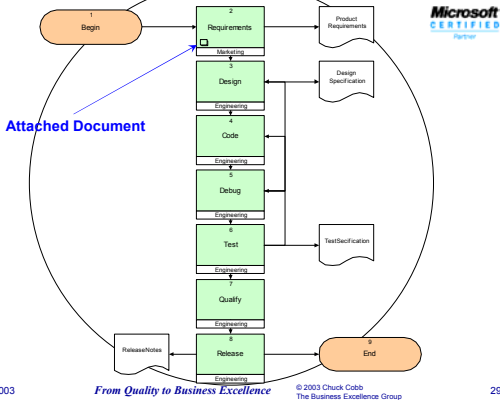 1
Begin
2
Requirements
Marketing
Product
Requirements
Microsoft
CERTIFIED
Partner
3
Design
Engineering
Design
Specification
Attached Document
4
Code
Engineering
5
Debug
Engineering
6
Test
Engineering
TestSecification
7
Qualify
Engineering
8
Release
Engineering
ReleaseNotes
9
End
003
From Quality to Business Excellence
© 2003 Chuck Cobb
The Business Excellence Group
29